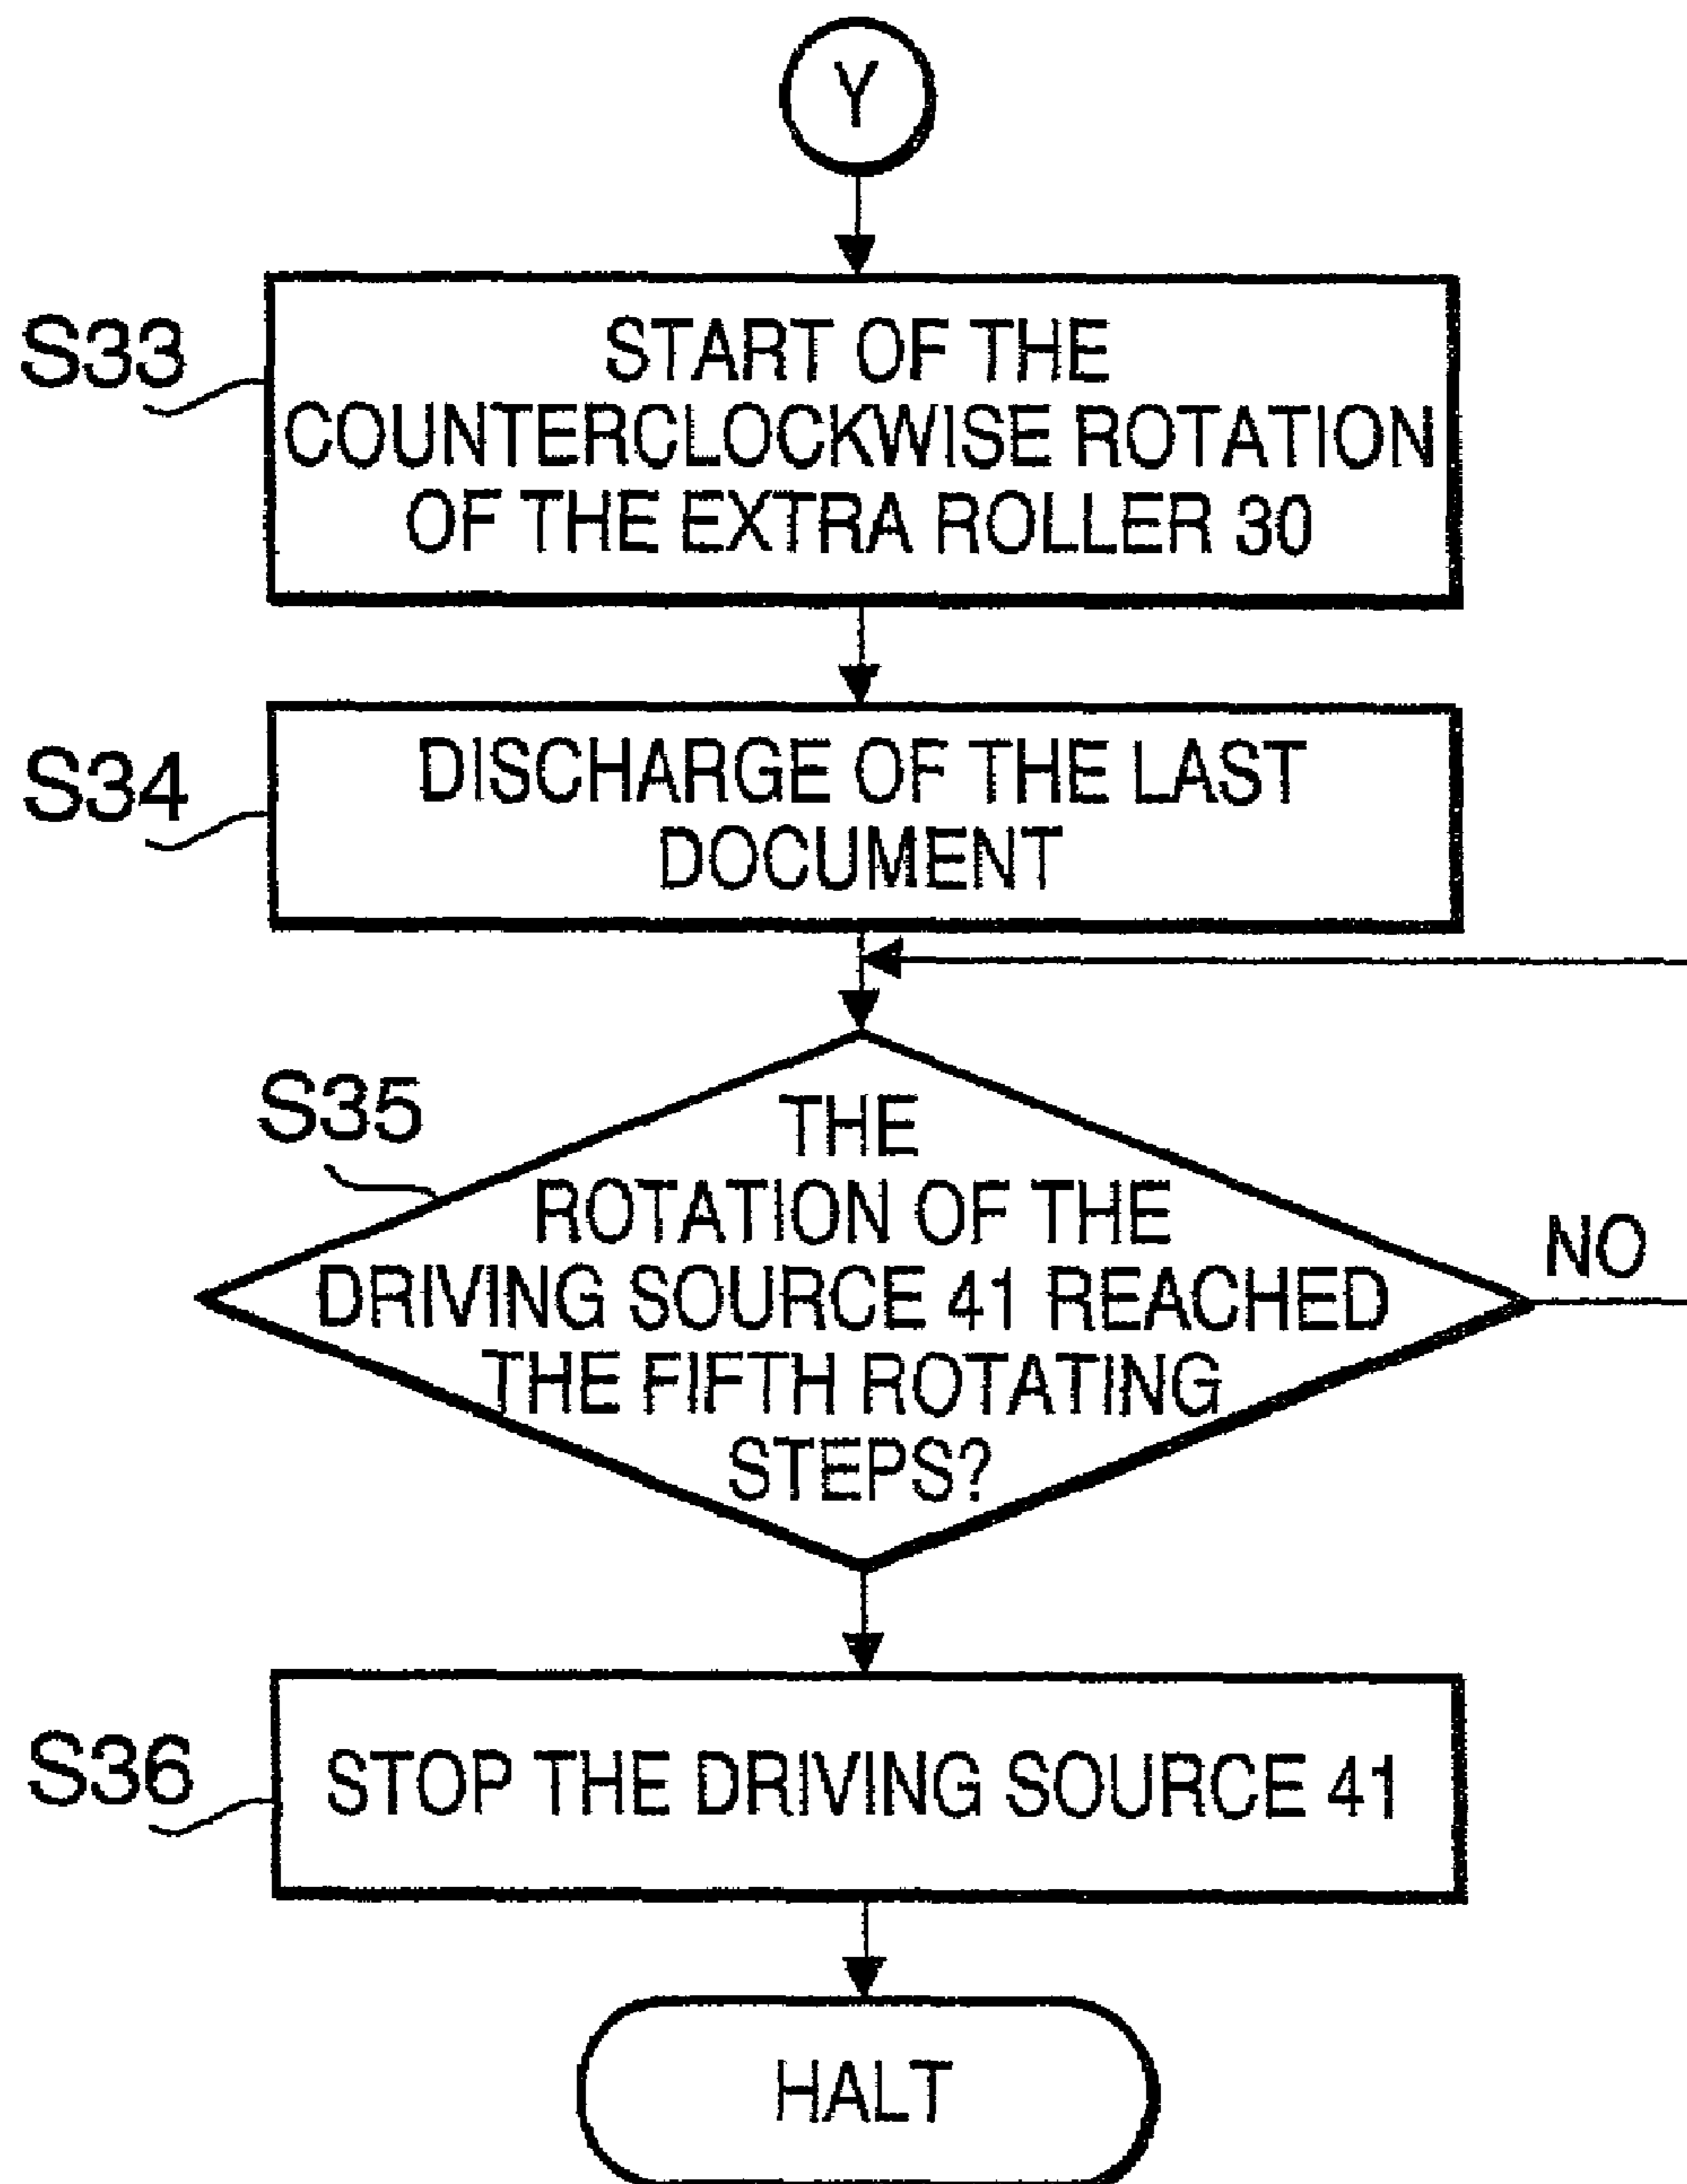 Y
S33
START OF THE
COUNTERCLOCKWISE ROTATION
OF THE EXTRA ROLLER 30
S34
DISCHARGE OF THE LAST
DOCUMENT
S35
THE
ROTATION OF THE
DRIVING SOURCE 41 REACHED
THE FIFTH ROTATING
STEPS?
NO
S36
STOP THE DRIVING SOURCE 41
HALT